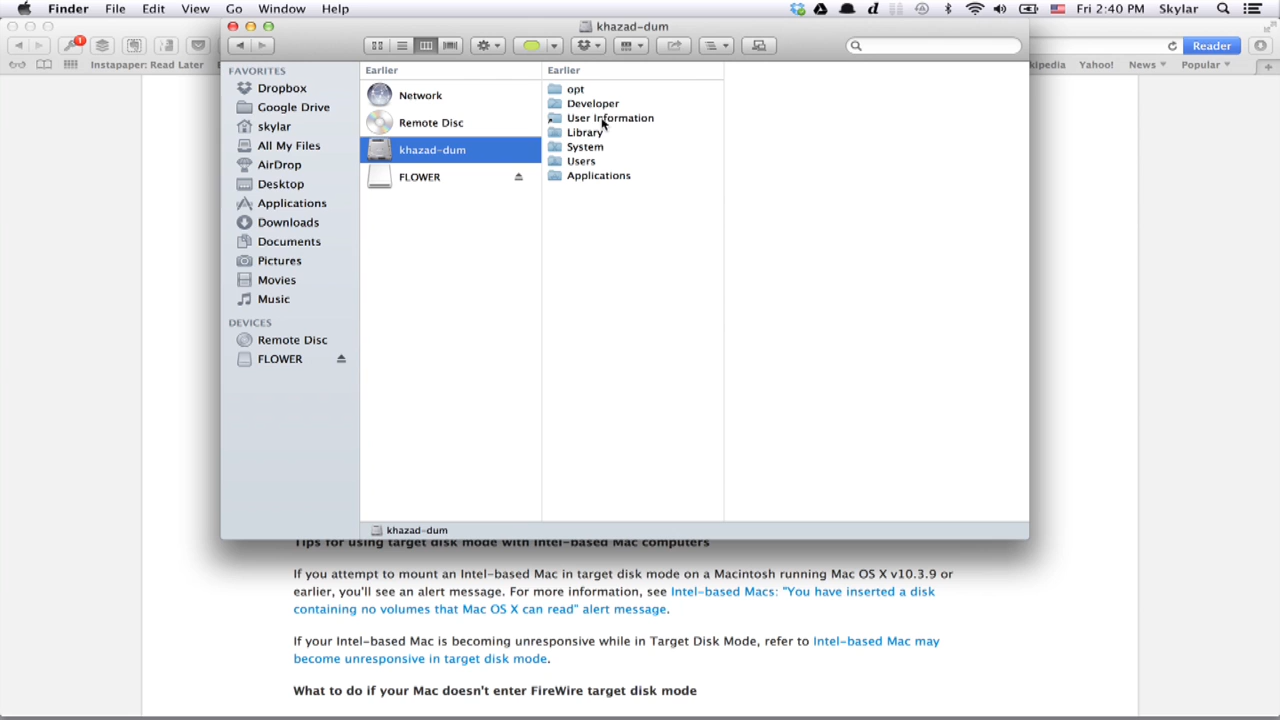 Finder File Edit View Go Window Help Fri 2:40 PM Skylar
khazad-dum
1
Reader
Instapaper: Read Later
kipedia Yahoo! News Popular
FAVORITES
Dropbox
Google Drive
skylar
All My Files
AirDrop
Desktop
Applications
Downloads
Documents
Pictures
Movies
Music
DEVICES
Remote Disc
FLOWER
Earlier
Network
Remote Disc
khazad-dum
FLOWER
Earlier
opt
Developer
User Information
Library
System
Users
Applications
khazad-dum
Tips for using target disk mode with Intel-based Mac computers
If you attempt to mount an Intel-based Mac in target disk mode on a Macintosh running Mac OS X v10.3.9 or
earlier, you'll see an alert message. For more information, see Intel-based Macs: "You have inserted a disk
containing no volumes that Mac OS X can read" alert message.
If your Intel-based Mac is becoming unresponsive while in Target Disk Mode, refer to Intel-based Mac may
become unresponsive in target disk mode.
What to do if your Mac doesn't enter FireWire target disk mode